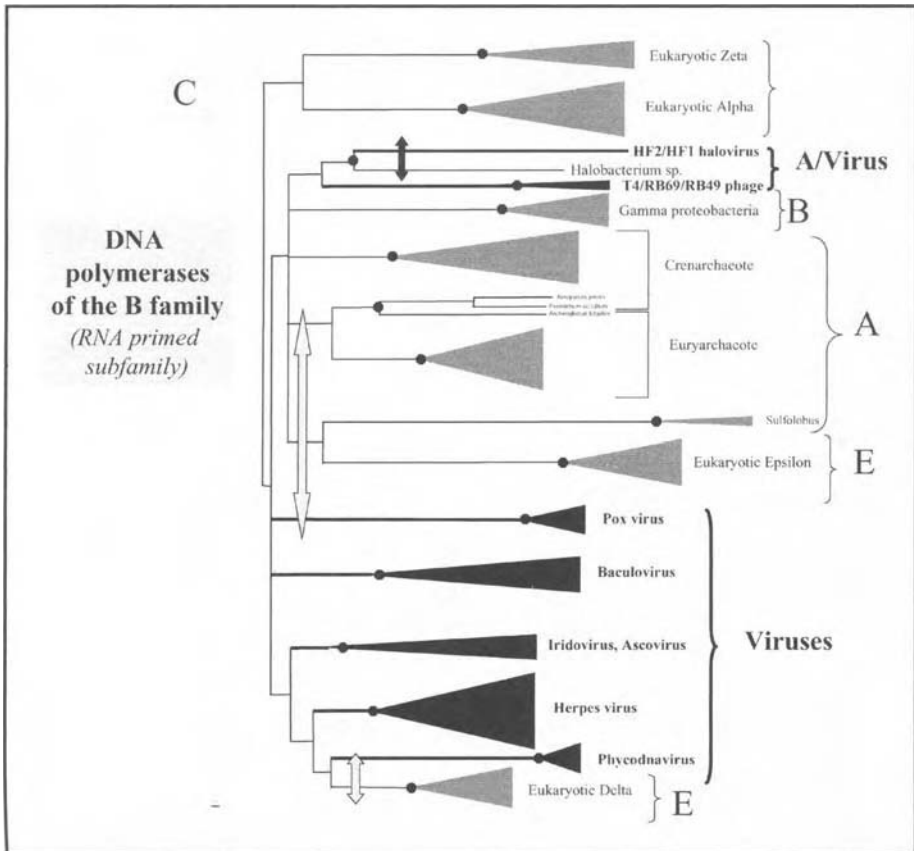 C
DNA
polymerases
of the B family
(RNA primed
subfamily)
Eukaryotic Zeta
Eukaryotic Alpha
HF2/HF1 halovirus
Halobacterium sp.
T4/RB69/RB49 phage
A/Virus
Gamma proteobacteria
B
Crenarchaeote
Euryarchaeote
A
Sulfolobus
Eukaryotic Epsilon
E
Pox virus
Baculovirus
Iridovirus, Ascovirus
Viruses
Herpes virus
Phycodnavirus
Eukaryotic Delta
E